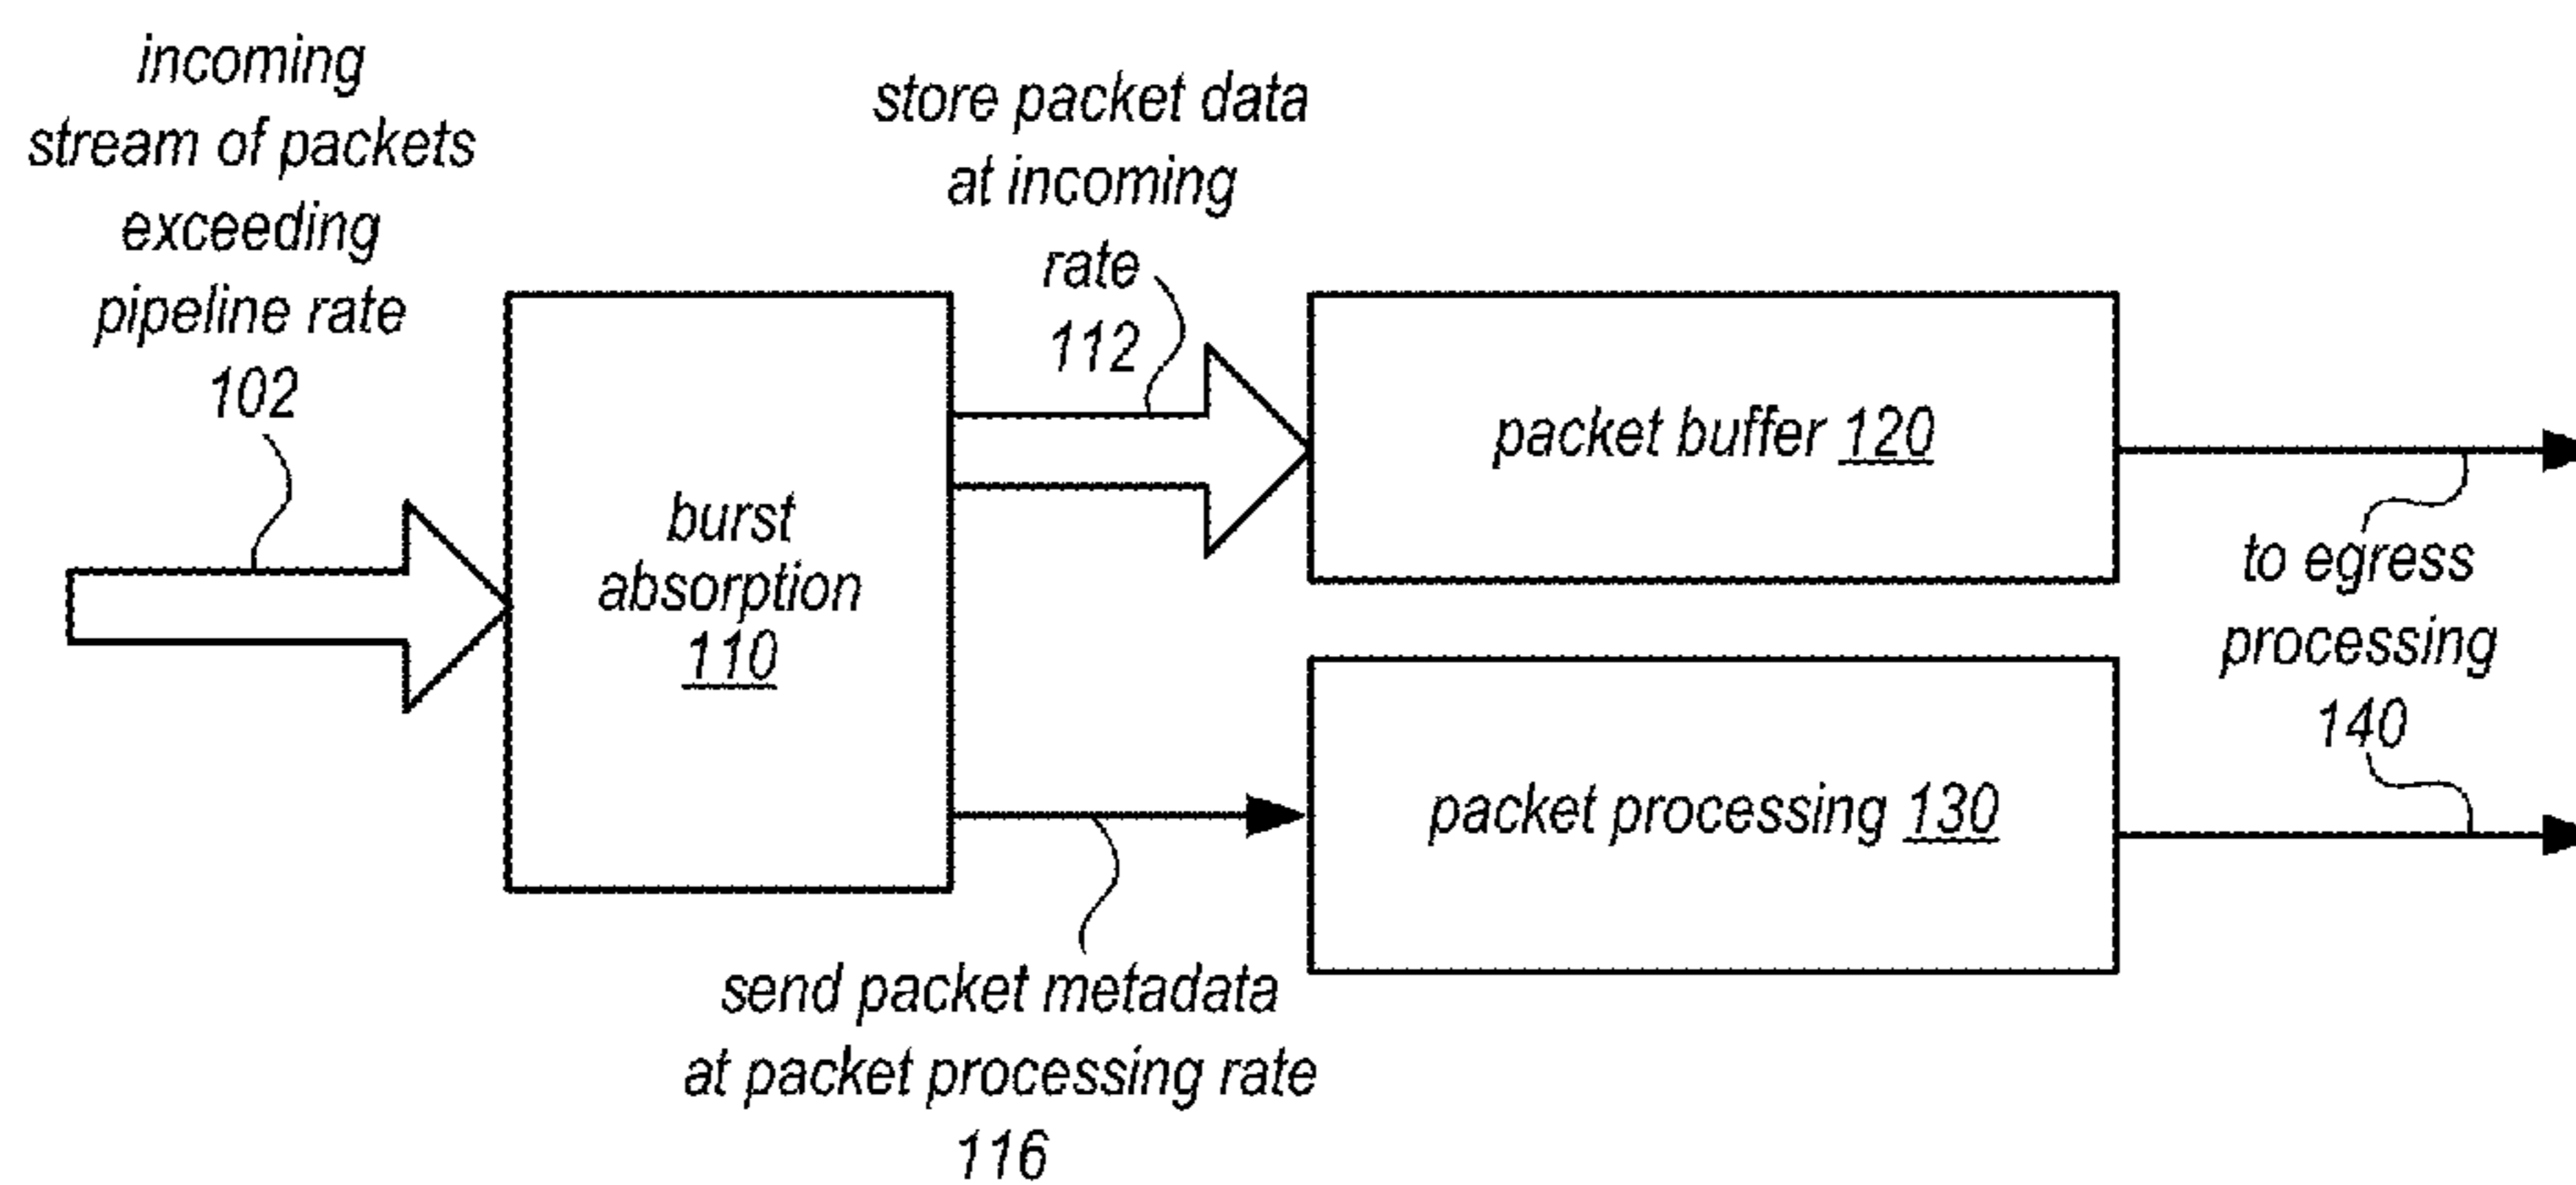 incoming
stream of packets
exceeding
pipeline rate
102
store packet data
at incoming
rate
112
burst
absorption
110
packet buffer 120
to egress
processing
140
packet processing 130
send packet metadata
at packet processing rate
116